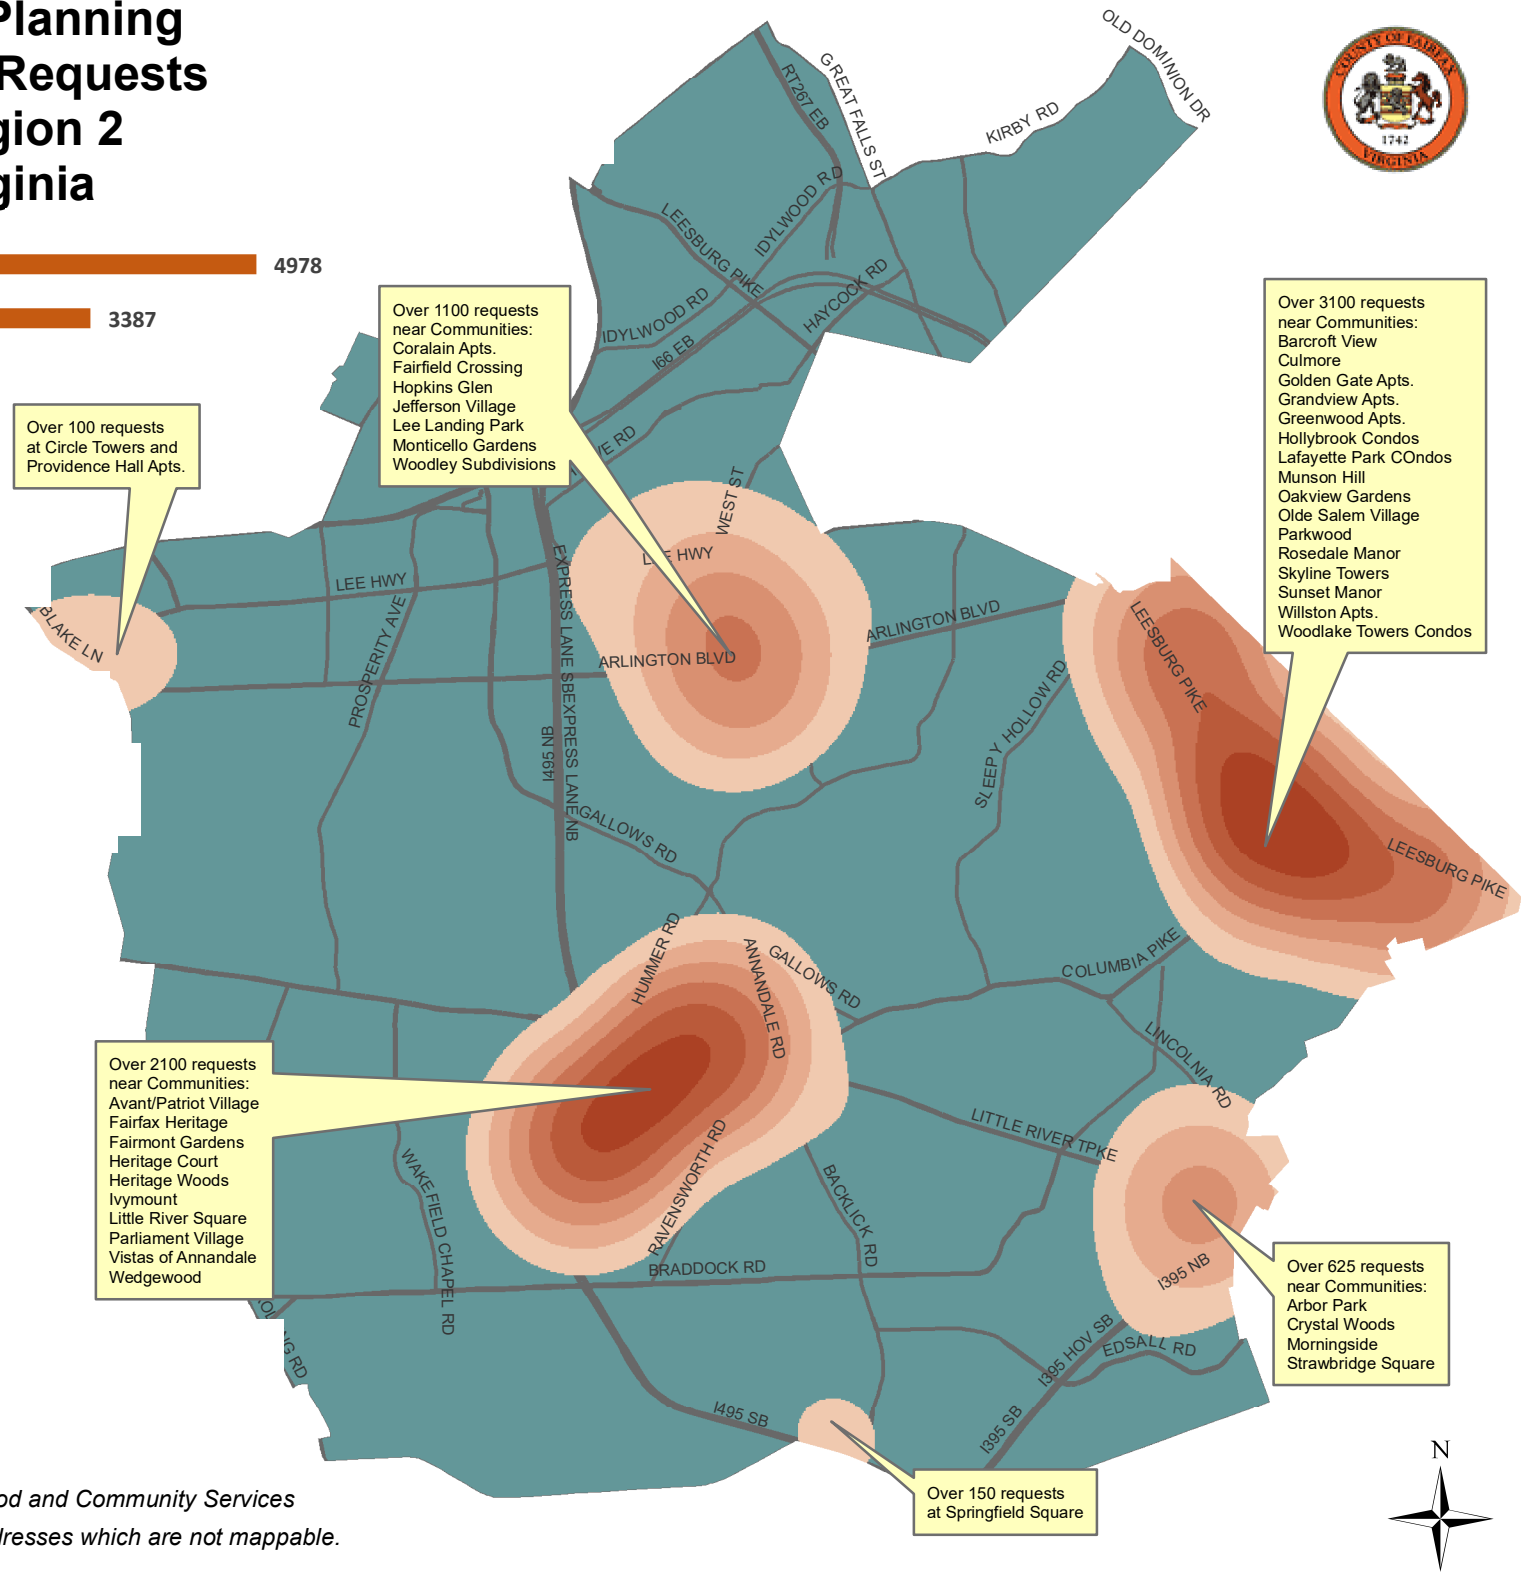 Planning
Requests
gion 2
ginia
4978
3387
COUNTY OF FAIRFAX
1742
VIRGINIA
OLD DOMINION DR
GREAT FALLS ST
RT267 EB
KIRBY RD
IDYLWOOD RD
LEESBURG PIKE
HAYCOCK RD
IDYLWOOD RD
I66 EB
VE RD
WEST ST
Over 1100 requests
near Communities:
Coralain Apts.
Fairfield Crossing
Hopkins Glen
Jefferson Village
Lee Landing Park
Monticello Gardens
Woodley Subdivisions
Over 3100 requests
near Communities:
Barcroft View
Culmore
Golden Gate Apts.
Grandview Apts.
Greenwood Apts.
Hollybrook Condos
Lafayette Park COndos
Munson Hill
Oakview Gardens
Olde Salem Village
Parkwood
Rosedale Manor
Skyline Towers
Sunset Manor
Willston Apts.
Woodlake Towers Condos
Over 100 requests
at Circle Towers and
Providence Hall Apts.
LEE HWY
LEE HWY
BLAKE LN
PROSPERITY AVE
EXPRESS LANE SB
EXPRESS LANE NB
I495 NB
ARLINGTON BLVD
ARLINGTON BLVD
LEESBURG PIKE
SLEEPY HOLLOW RD
GALLOWS RD
LEESBURG PIKE
HUMMER RD
ANNANDALE RD
GALLOWS RD
COLUMBIA PIKE
LINCOLNIA RD
LITTLE RIVER TPKE
Over 2100 requests
near Communities:
Avant/Patriot Village
Fairfax Heritage
Fairmont Gardens
Heritage Court
Heritage Woods
Ivymount
Little River Square
Parliament Village
Vistas of Annandale
Wedgewood
WAKEFIELD CHAPEL RD
RAVENSWORTH RD
BACKLICK RD
BRADDOCK RD
I395 NB
Over 625 requests
near Communities:
Arbor Park
Crystal Woods
Morningside
Strawbridge Square
I395 HOV SB
EDSALL RD
NG RD
I495 SB
I395 SB
N
Over 150 requests
at Springfield Square
od and Community Services
dresses which are not mappable.